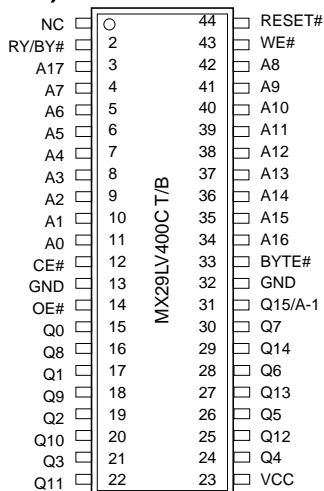 NC 44 RESET#
RY/BY# 2 43 WE#
A17 3 42 A8
A7 4 41 A9
A6 5 40 A10
A5 6 39 A11
A4 7 38 A12
A3 8 37 A13
A2 9 36 A14
A1 10 35 A15
A0 11 34 A16
CE# 12 33 BYTE#
GND 13 32 GND
OE# 14 31 Q15/A-1
Q0 15 30 Q7
Q8 16 29 Q14
Q1 17 28 Q6
Q9 18 27 Q13
Q2 19 26 Q5
Q10 20 25 Q12
Q3 21 24 Q4
Q11 22 23 VCC
MX29LV400C T/B